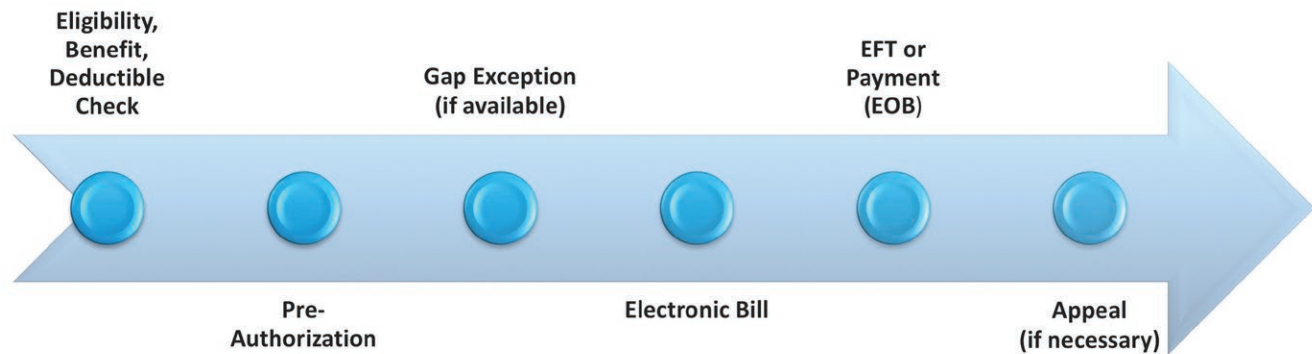 Eligibility,
Benefit,
Deductible
Check
Pre-
Authorization
Gap Exception
(if available)
Electronic Bill
EFT or
Payment
(EOB)
Appeal
(if necessary)